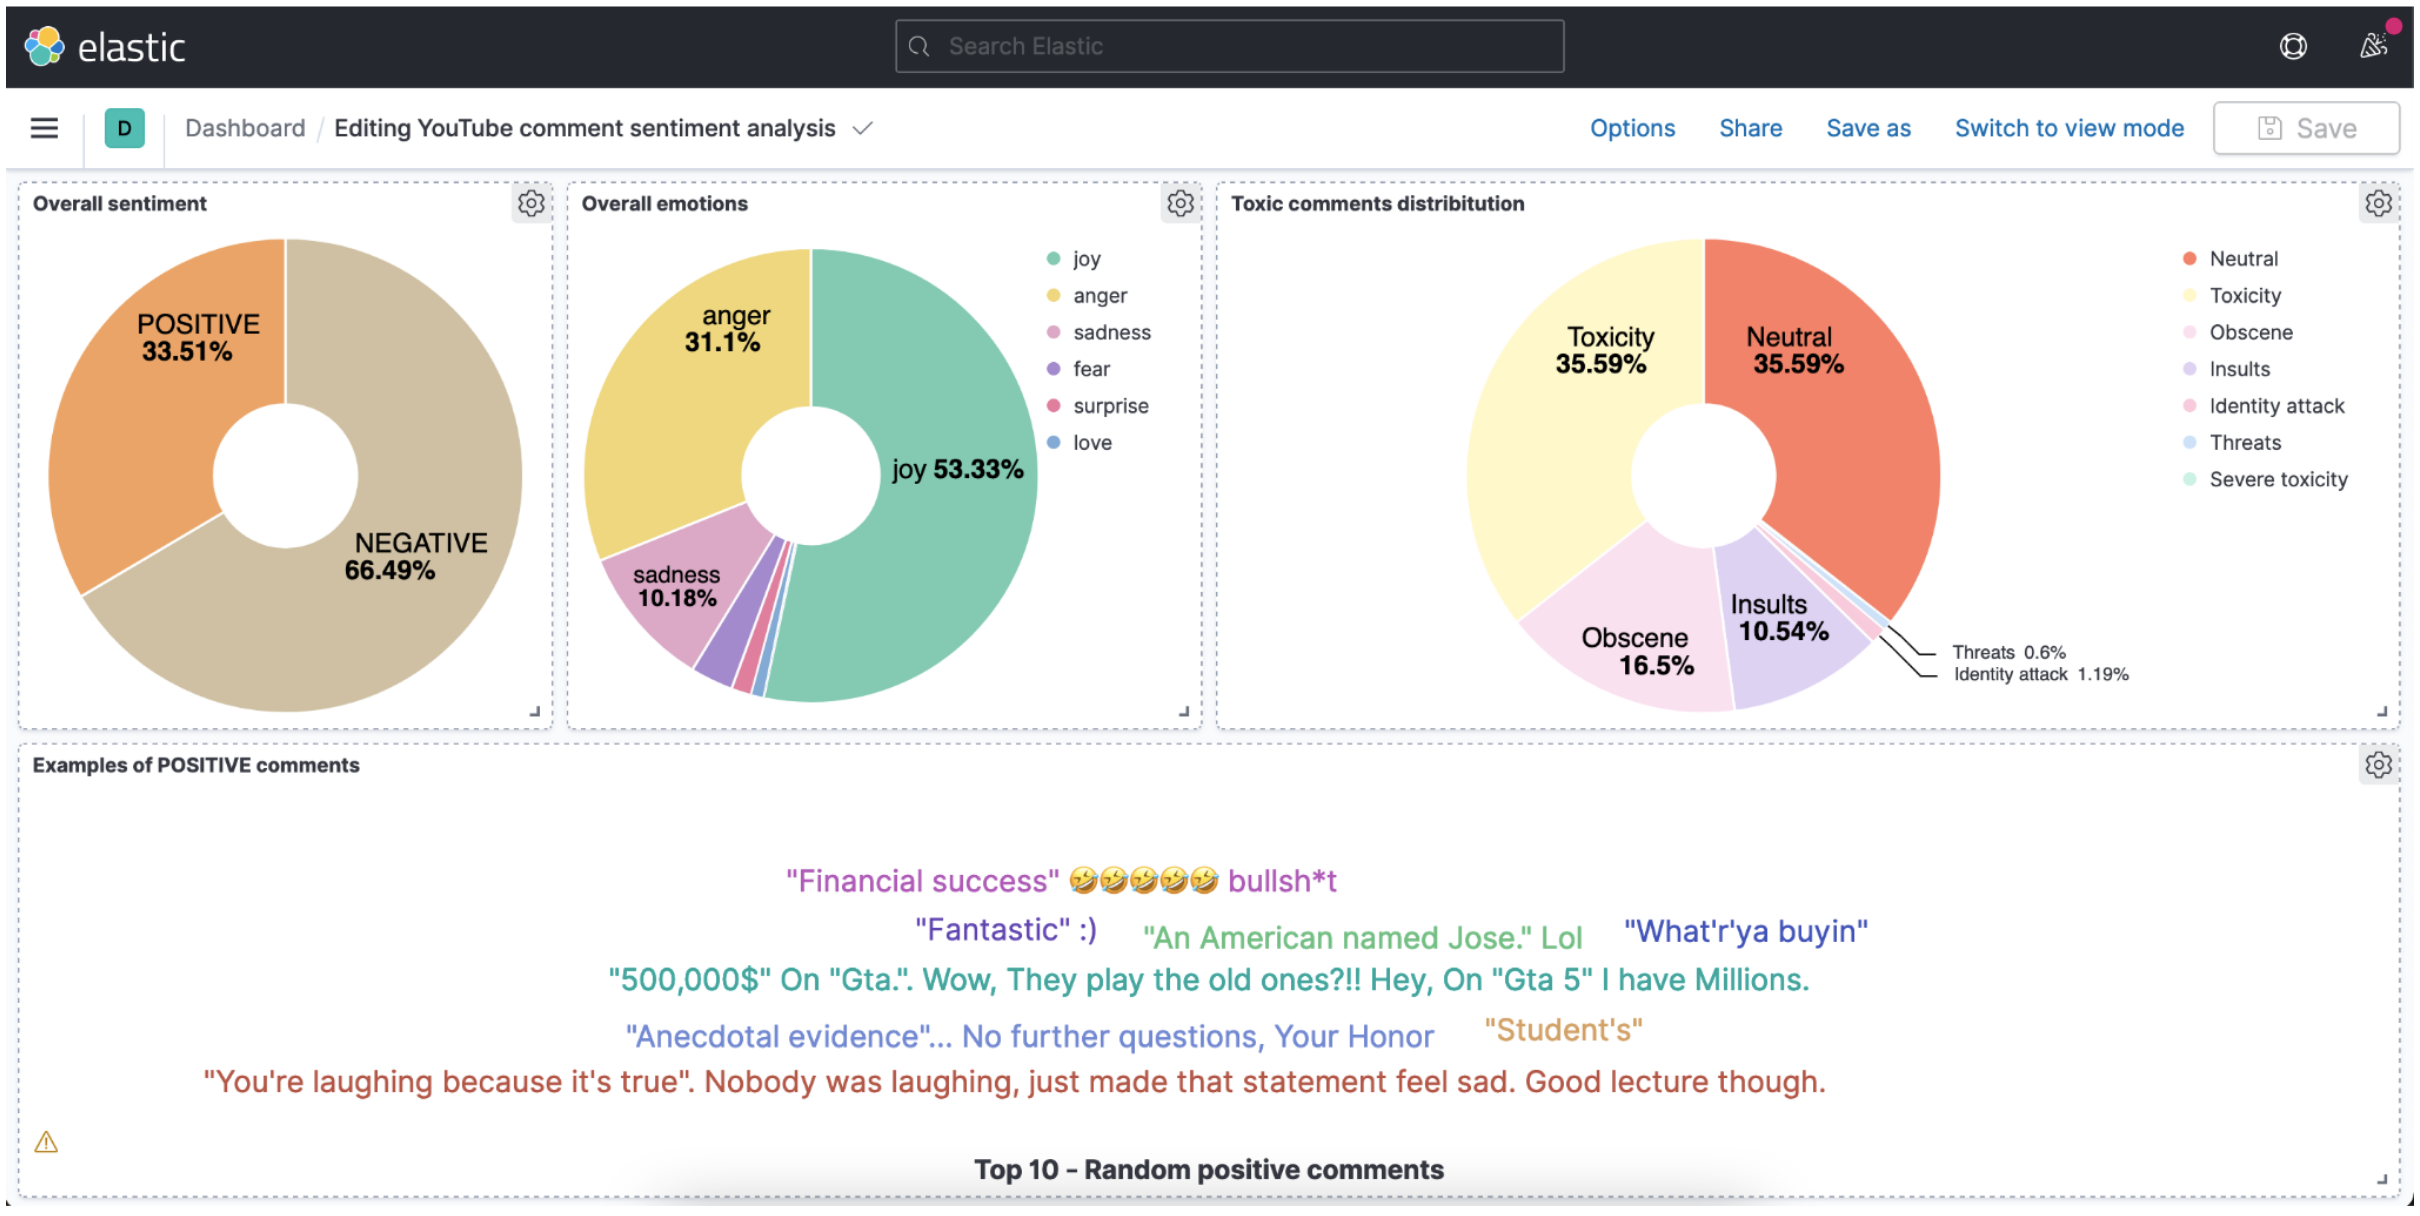 elastic
Search Elastic
D
Dashboard / Editing YouTube comment sentiment analysis
Options
Share
Save as
Switch to view mode
Save
Overall sentiment
POSITIVE
33.51%
NEGATIVE
66.49%
Overall emotions
anger
31.1%
joy 53.33%
sadness
10.18%
joy
anger
sadness
fear
surprise
love
Toxic comments distribitution
Toxicity
35.59%
Neutral
35.59%
Obscene
16.5%
Insults
10.54%
Threats 0.6%
Identity attack 1.19%
Neutral
Toxicity
Obscene
Insults
Identity attack
Threats
Severe toxicity
Examples of POSITIVE comments
"Financial success" 🤣🤣🤣🤣🤣 bullsh*t
"Fantastic" :)
"An American named Jose." Lol
"What'r'ya buyin"
"500,000$" On "Gta.". Wow, They play the old ones?!! Hey, On "Gta 5" I have Millions.
"Anecdotal evidence"... No further questions, Your Honor
"Student's"
"You're laughing because it's true". Nobody was laughing, just made that statement feel sad. Good lecture though.
Top 10 - Random positive comments